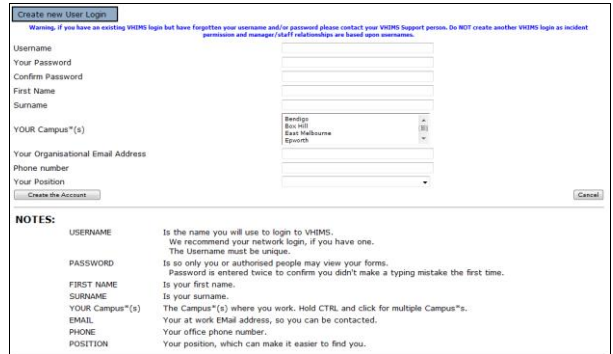 Create new User Login
Warning, if you have an existing VHIMS login but have forgotten your username and/or password please contact your VHIMS Support person. Do NOT create another VHIMS login as incident
permission and manager/staff relationships are based upon usernames.
Username
Your Password
Confirm Password
First Name
Surname
YOUR Campus"(s)
Bendigo
Box Hill
East Melbourne
Epworth
Your Organisational Email Address
Phone number
Your Position
Create the Account
Cancel
NOTES:
USERNAME Is the name you will use to login to VHIMS.
We recommend your network login, if you have one.
The Username must be unique.
PASSWORD Is so only you or authorised people may view your forms.
Password is entered twice to confirm you didn't make a typing mistake the first time.
FIRST NAME Is your first name.
SURNAME Is your surname.
YOUR Campus"(s) The Campus"(s) where you work. Hold CTRL and click for multiple Campus"s.
EMAIL Your at work EMail address, so you can be contacted.
PHONE Your office phone number.
POSITION Your position, which can make it easier to find you.